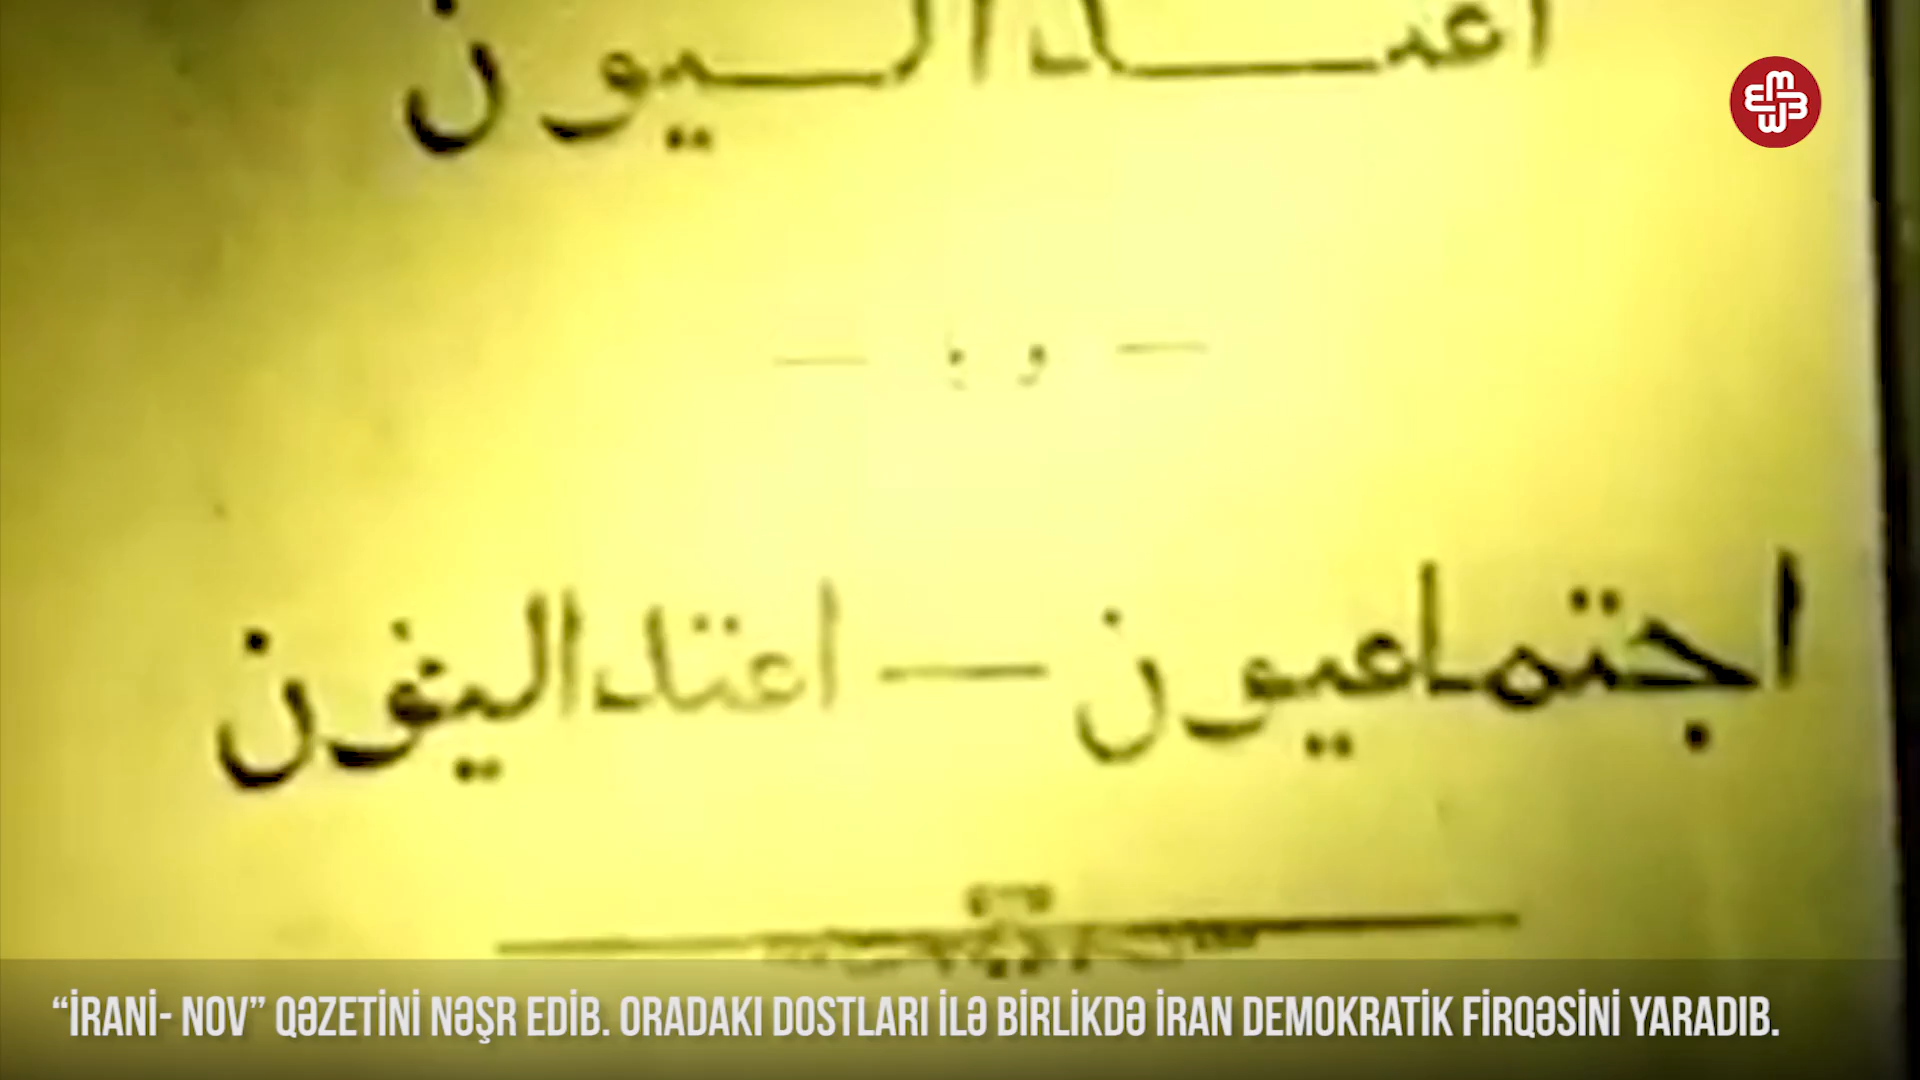 اعتدالیون
و
اجتماعیون — اعتدالیون
“İRANİ- NOV” QƏZETİNİ NƏŞR EDİB. ORADAKI DOSTLARI İLƏ BİRLİKDƏ İRAN DEMOKRATİK FİRQƏSİNİ YARADIB.